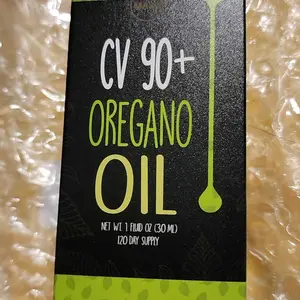 CV 90+
OREGANO
OIL
NET WT 1 FLUID OZ (30 ML)
120 DAY SUPPLY